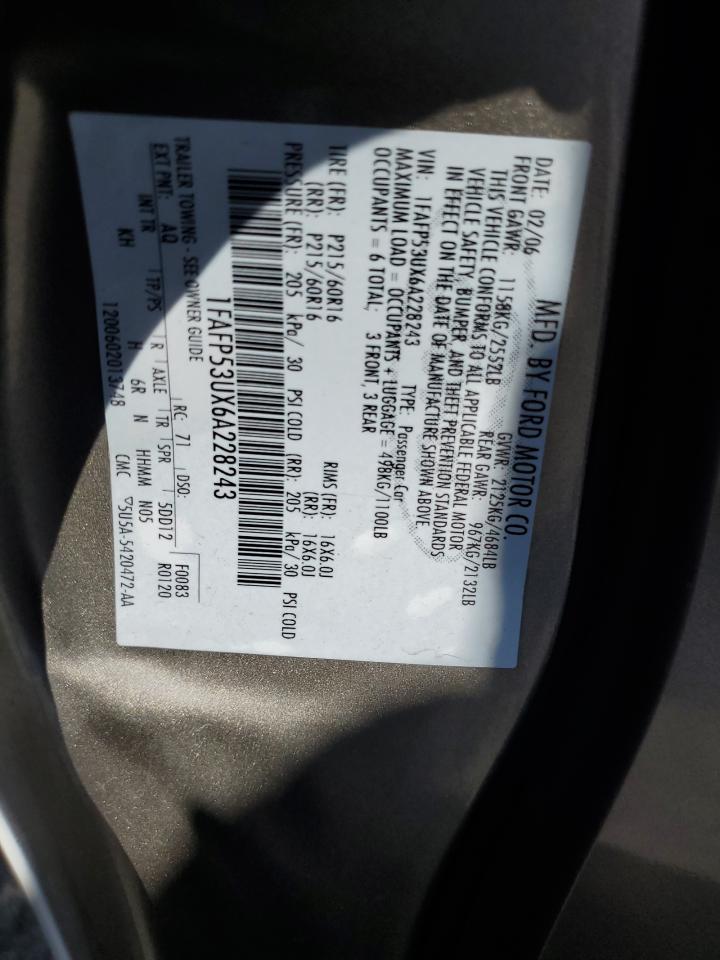 MFD. BY FORD MOTOR CO.
DATE: 02/06 GVWR: 2125KG/4684LB
FRONT GAWR: 1158KG/2552LB REAR GAWR: 967KG/2132LB
THIS VEHICLE CONFORMS TO ALL APPLICABLE FEDERAL MOTOR
VEHICLE SAFETY, BUMPER, AND THEFT PREVENTION STANDARDS
IN EFFECT ON THE DATE OF MANUFACTURE SHOWN ABOVE.
VIN: 1FAFP53UX6A228243 TYPE: Passenger Car
MAXIMUM LOAD = OCCUPANTS + LUGGAGE = 498KG/1100LB
OCCUPANTS = 6 TOTAL; 3 FRONT, 3 REAR
TIRE (FR): P215/60R16 RIMS (FR): 16X6.0J
(RR): P215/60R16 (RR): 16X6.0J
PRESSURE (FR): 205 kPa/ 30 PSI COLD (RR): 205 kPa/ 30 PSI COLD
1FAFP53UX6A228243
TRAILER TOWING - SEE OWNER GUIDE
EXT PNT: AQ RC: 71 DSO: F0083
INT TR TP/PS R AXLE TR SPR 5DD12 R0120
KH H 6R N HHMM N05
1200602013748 CMC ▽5U5A-5420472-AA